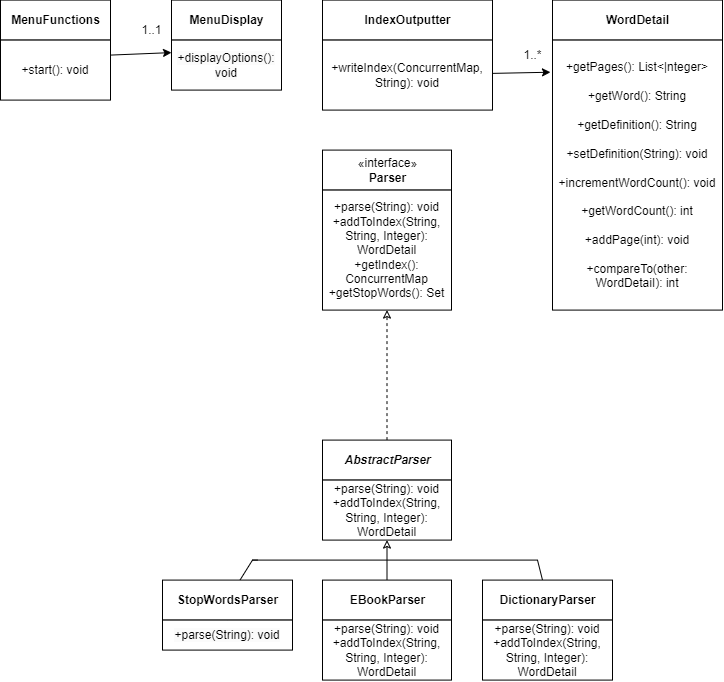 MenuFunctions
+start(): void
1..1
MenuDisplay
+displayOptions():
void
IndexOutputter
+writeIndex(ConcurrentMap,
String): void
1..*
WordDetail
+getPages(): List<|nteger>
+getWord(): String
+getDefinition(): String
+setDefinition(String): void
+incrementWordCount(): void
+getWordCount(): int
+addPage(int): void
+compareTo(other:
WordDetail): int
«interface»
Parser
+parse(String): void
+addToIndex(String,
String, Integer):
WordDetail
+getIndex():
ConcurrentMap
+getStopWords(): Set
AbstractParser
+parse(String): void
+addToIndex(String,
String, Integer):
WordDetail
StopWordsParser
+parse(String): void
EBookParser
+parse(String): void
+addToIndex(String,
String, Integer):
WordDetail
DictionaryParser
+parse(String): void
+addToIndex(String,
String, Integer):
WordDetail